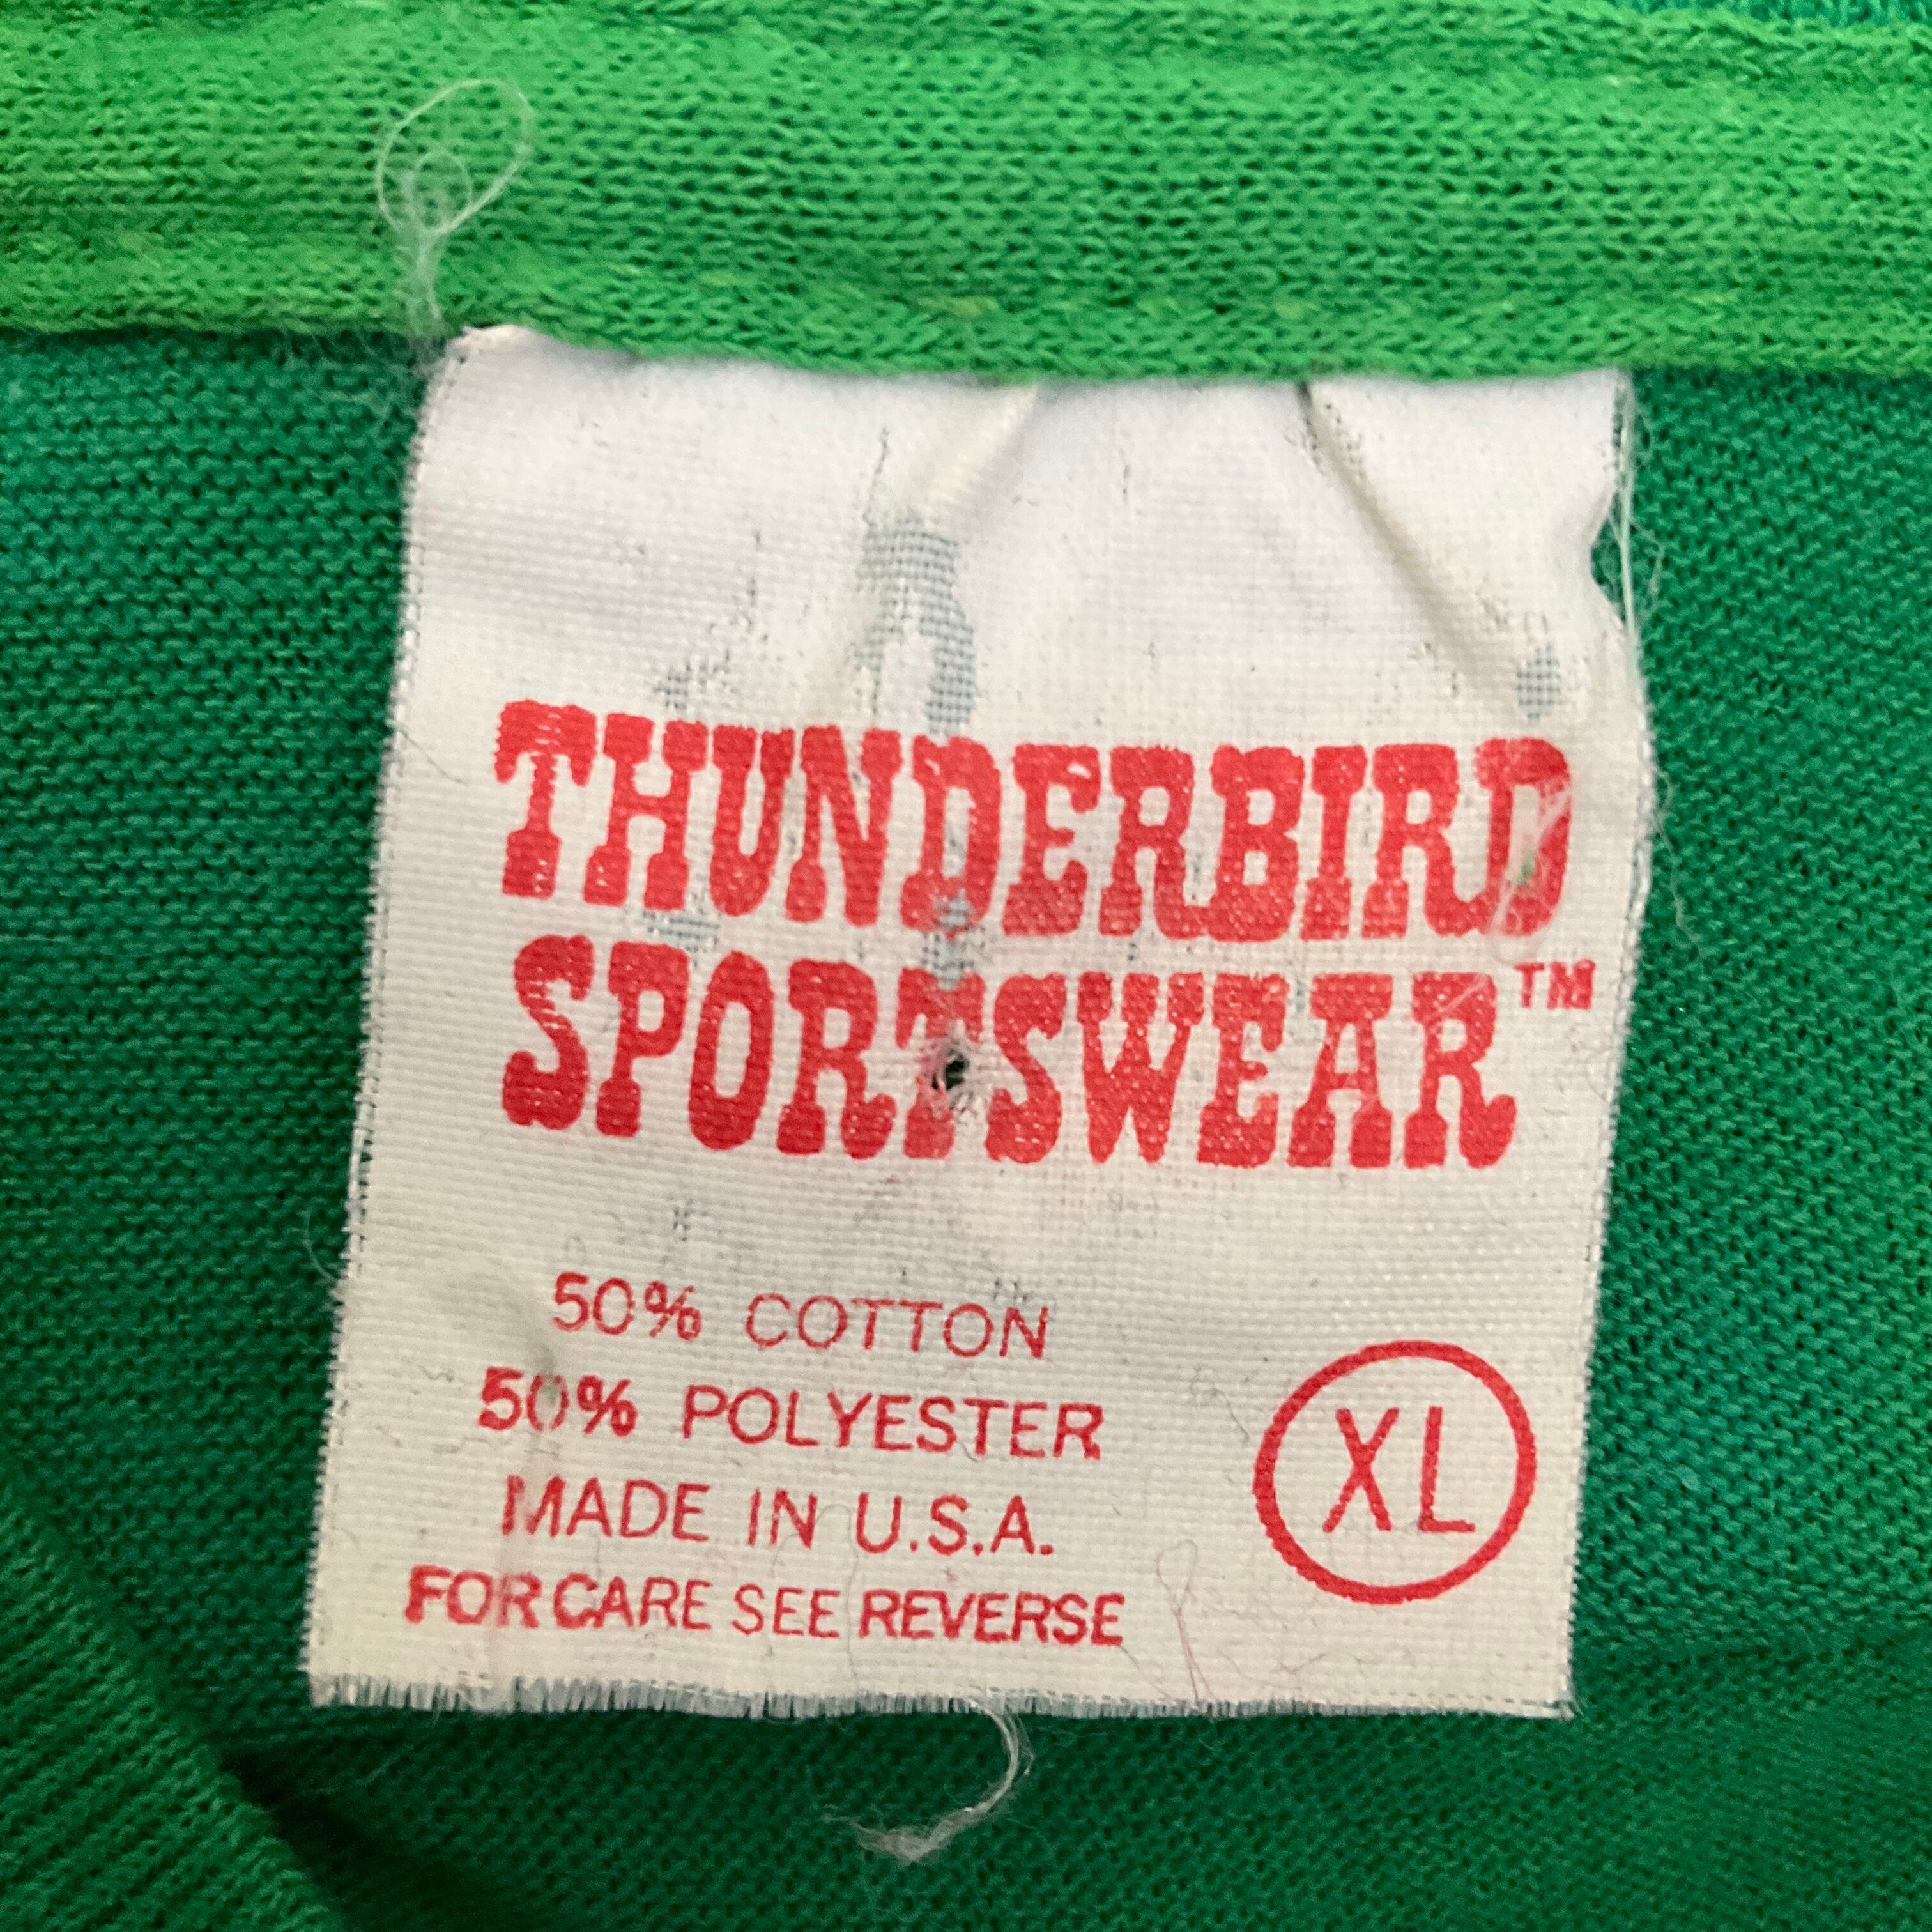 THUNDERBIRD
SPORTSWEAR™
50% COTTON
50% POLYESTER
MADE IN U.S.A.
FOR CARE SEE REVERSE
XL